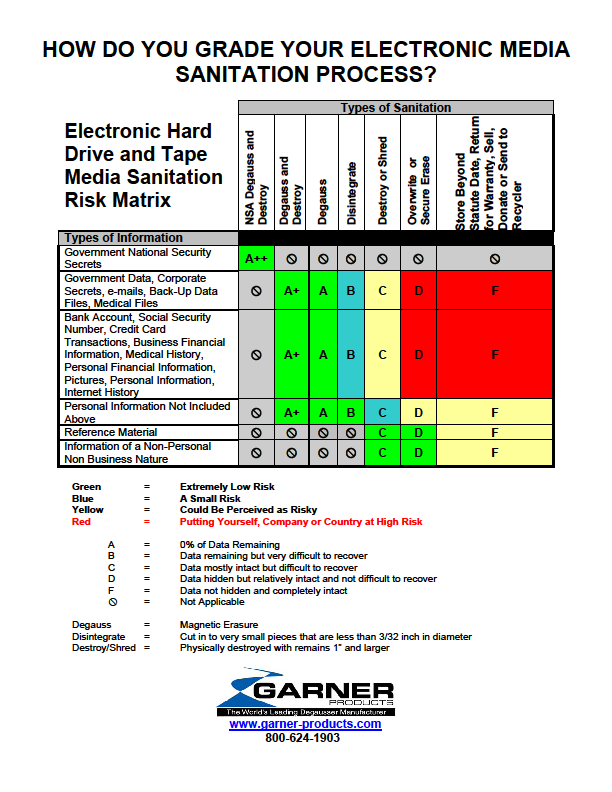 HOW DO YOU GRADE YOUR ELECTRONIC MEDIA
SANITATION PROCESS?
Electronic Hard
Drive and Tape
Media Sanitation
Risk Matrix
Types of Sanitation
NSA Degauss and
Destroy
Degauss and
Destroy
Degauss
Disintegrate
Destroy or Shred
Overwrite or
Secure Erase
Store Beyond
Statute Date, Return
for Warranty, Sell,
Donate or Send to
Recycler
Types of Information
Government National Security
Secrets
A++
Government Data, Corporate
Secrets, e-mails, Back-Up Data
Files, Medical Files
A+ A B C D F
Bank Account, Social Security
Number, Credit Card
Transactions, Business Financial
Information, Medical History,
Personal Financial Information,
Pictures, Personal Information,
Internet History
A+ A B C D F
Personal Information Not Included
Above
A+ A B C D F
Reference Material
C D F
Information of a Non-Personal
Non Business Nature
C D F
Green = Extremely Low Risk
Blue = A Small Risk
Yellow = Could Be Perceived as Risky
Red = Putting Yourself, Company or Country at High Risk
A = 0% of Data Remaining
B = Data remaining but very difficult to recover
C = Data mostly intact but difficult to recover
D = Data hidden but relatively intact and not difficult to recover
F = Data not hidden and completely intact
= Not Applicable
Degauss = Magnetic Erasure
Disintegrate = Cut in to very small pieces that are less than 3/32 inch in diameter
Destroy/Shred = Physically destroyed with remains 1" and larger
GARNER
PRODUCTS
The World's Leading Degausser Manufacturer
www.garner-products.com
800-624-1903